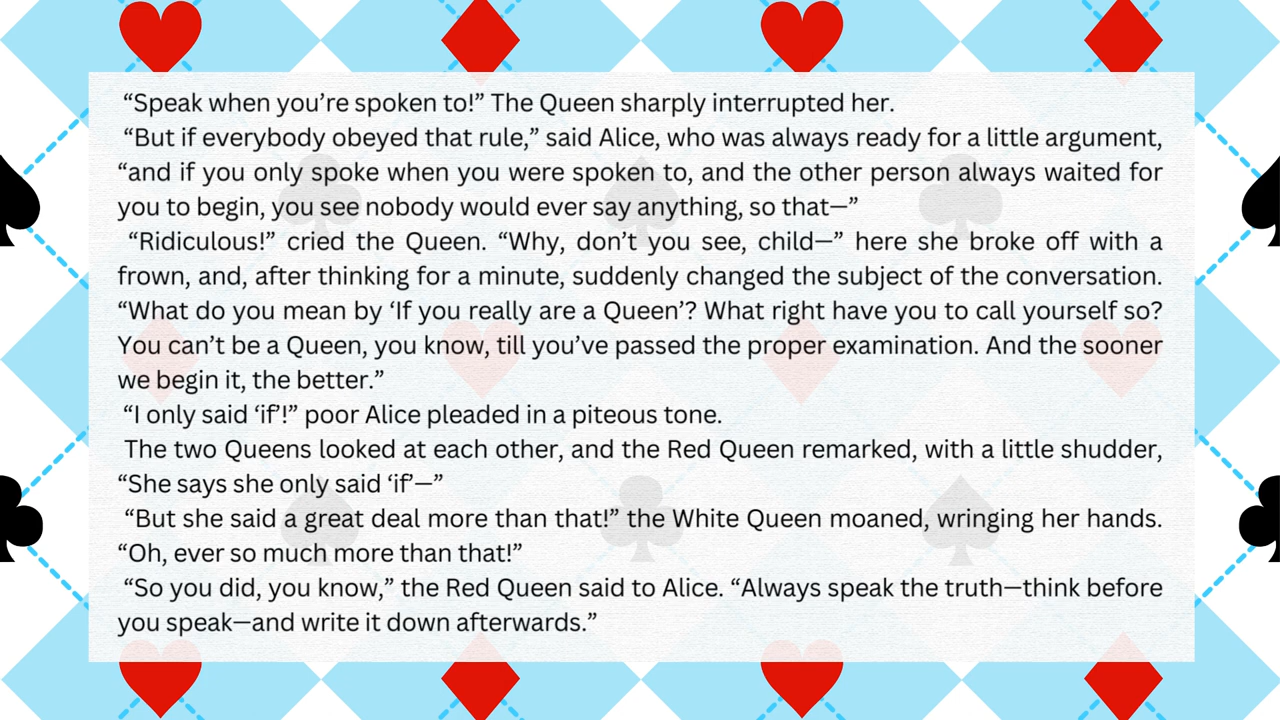 “Speak when you’re spoken to!” The Queen sharply interrupted her.
“But if everybody obeyed that rule,” said Alice, who was always ready for a little argument,
“and if you only spoke when you were spoken to, and the other person always waited for
you to begin, you see nobody would ever say anything, so that—”
“Ridiculous!” cried the Queen. “Why, don’t you see, child—” here she broke off with a
frown, and, after thinking for a minute, suddenly changed the subject of the conversation.
“What do you mean by ‘If you really are a Queen’? What right have you to call yourself so?
You can’t be a Queen, you know, till you’ve passed the proper examination. And the sooner
we begin it, the better.”
“I only said ‘if’!” poor Alice pleaded in a piteous tone.
The two Queens looked at each other, and the Red Queen remarked, with a little shudder,
“She says she only said ‘if’—”
“But she said a great deal more than that!” the White Queen moaned, wringing her hands.
“Oh, ever so much more than that!”
“So you did, you know,” the Red Queen said to Alice. “Always speak the truth—think before
you speak—and write it down afterwards.”